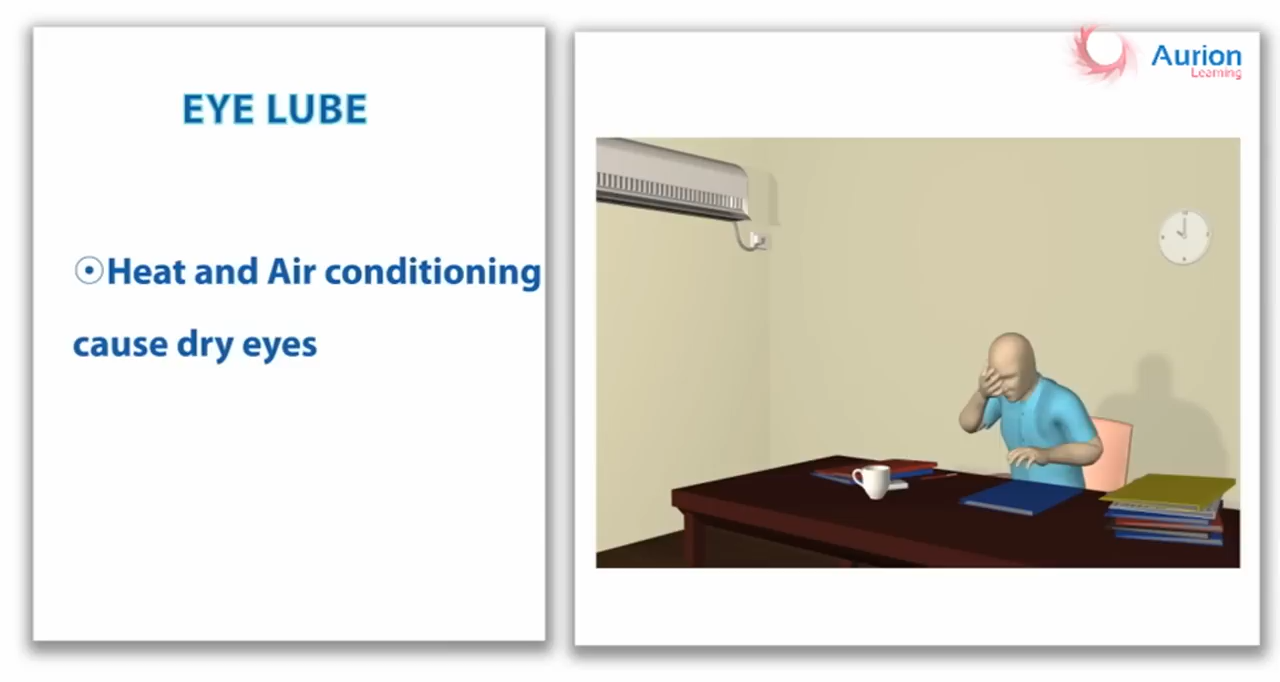 EYE LUBE
Heat and Air conditioning
cause dry eyes
Aurion
Learning